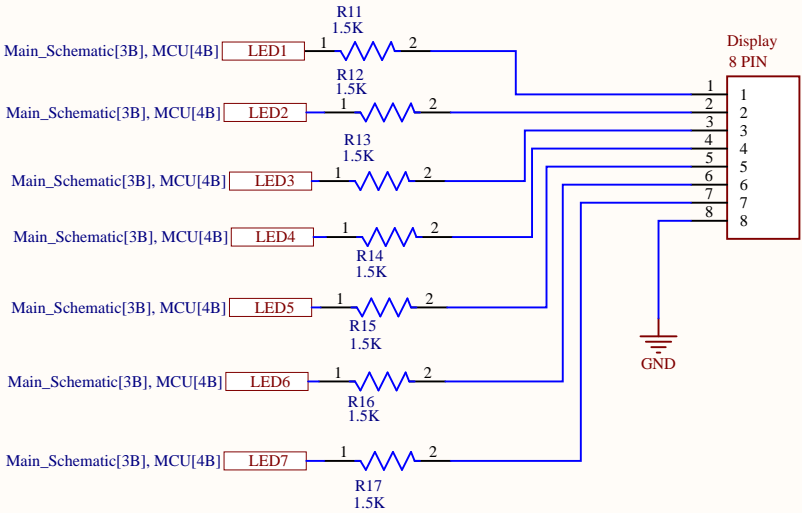 R11
1.5K
Main_Schematic[3B], MCU[4B] LED1 1 2
Display
8 PIN
R12
1.5K
Main_Schematic[3B], MCU[4B] LED2 1 2
1 1
2 2
3 3
4 4
5 5
6 6
7 7
8 8
R13
1.5K
Main_Schematic[3B], MCU[4B] LED3 1 2
Main_Schematic[3B], MCU[4B] LED4 1 2
R14
1.5K
Main_Schematic[3B], MCU[4B] LED5 1 2
R15
1.5K
GND
Main_Schematic[3B], MCU[4B] LED6 1 2
R16
1.5K
Main_Schematic[3B], MCU[4B] LED7 1 2
R17
1.5K